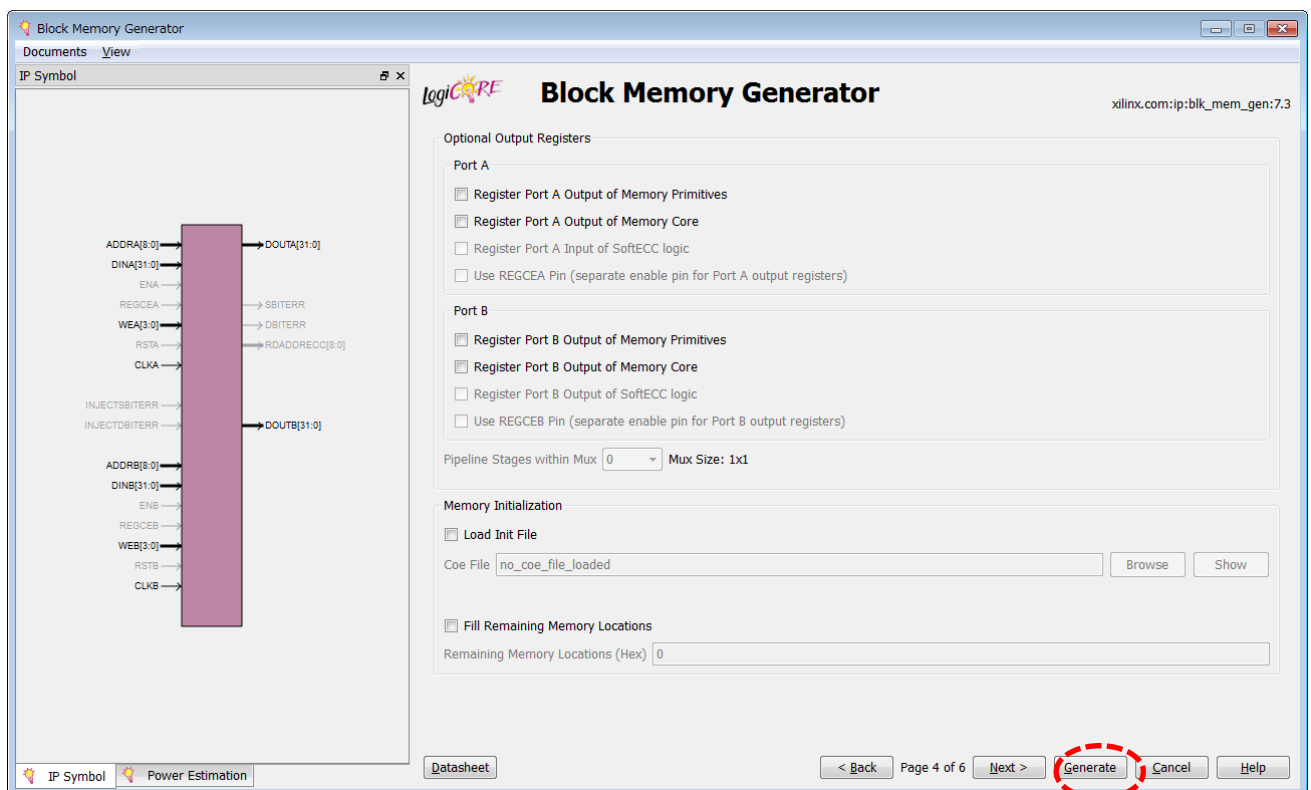 Block Memory Generator
Documents View
IP Symbol
LogiCORE
Block Memory Generator
xilinx.com:ip:blk_mem_gen:7.3
ADDRA[8:0]
DINA[31:0]
ENA
REGCEA
WEA[3:0]
RSTA
CLKA
INJECTSBITERR
INJECTDBITERR
ADDRB[8:0]
DINB[31:0]
ENB
REGCEB
WEB[3:0]
RSTB
CLKB
DOUTA[31:0]
SBITERR
DBITERR
RDADDRECC[8:0]
DOUTB[31:0]
IP Symbol
Power Estimation
Optional Output Registers
Port A
Register Port A Output of Memory Primitives
Register Port A Output of Memory Core
Register Port A Input of SoftECC logic
Use REGCEA Pin (separate enable pin for Port A output registers)
Port B
Register Port B Output of Memory Primitives
Register Port B Output of Memory Core
Register Port B Output of SoftECC logic
Use REGCEB Pin (separate enable pin for Port B output registers)
Pipeline Stages within Mux 0 Mux Size: 1x1
Memory Initialization
Load Init File
Coe File no_coe_file_loaded Browse Show
Fill Remaining Memory Locations
Remaining Memory Locations (Hex) 0
Datasheet < Back Page 4 of 6 Next > Generate Cancel Help